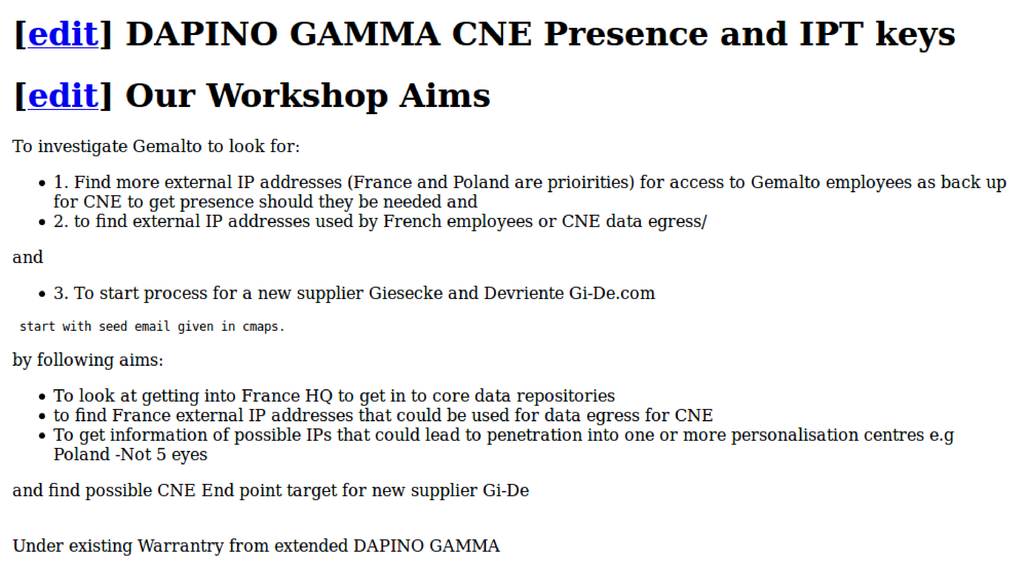 [edit] DAPINO GAMMA CNE Presence and IPT keys
[edit] Our Workshop Aims
To investigate Gemalto to look for:
• 1. Find more external IP addresses (France and Poland are prioirities) for access to Gemalto employees as back up
for CNE to get presence should they be needed and
• 2. to find external IP addresses used by French employees or CNE data egress/
and
• 3. To start process for a new supplier Giesecke and Devriente Gi-De.com
start with seed email given in cmaps.
by following aims:
• To look at getting into France HQ to get in to core data repositories
• to find France external IP addresses that could be used for data egress for CNE
• To get information of possible IPs that could lead to penetration into one or more personalisation centres e.g
Poland -Not 5 eyes
and find possible CNE End point target for new supplier Gi-De
Under existing Warrantry from extended DAPINO GAMMA